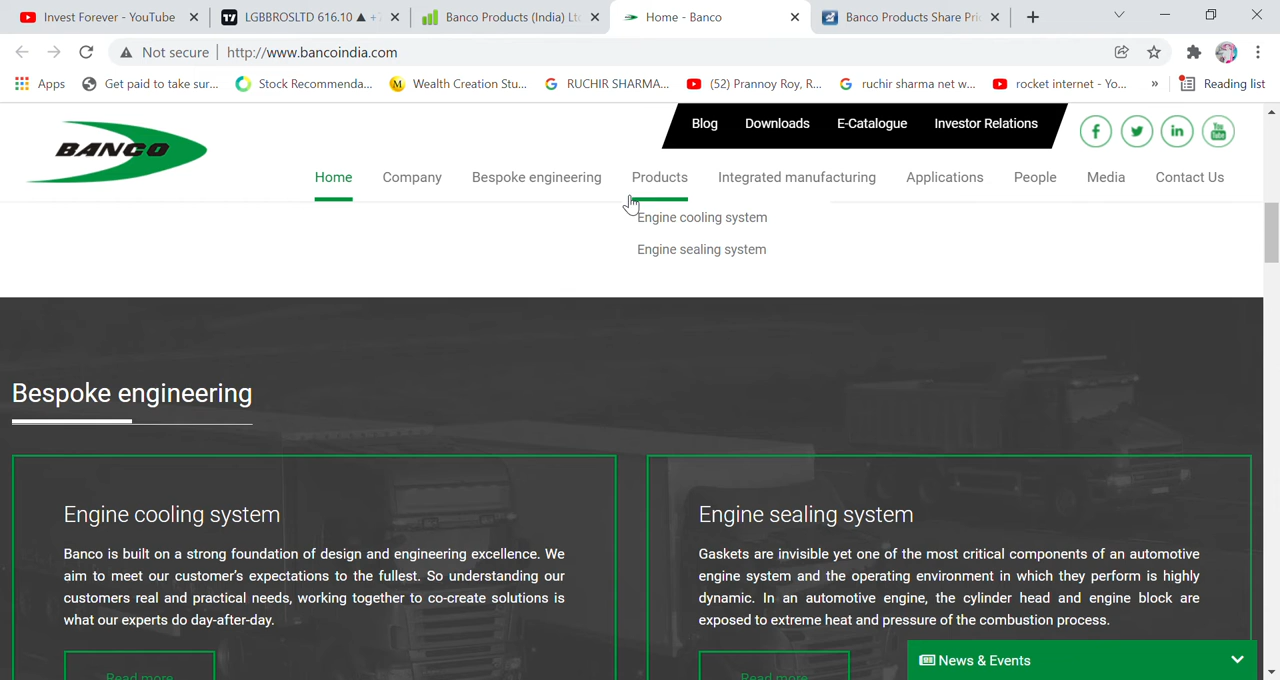 Invest Forever - YouTube
LGBBROSLTD 616.10 ▲ +
Banco Products (India) Lt
Home - Banco
Banco Products Share Pri
Not secure
http://www.bancoindia.com
Apps
Get paid to take sur...
Stock Recommenda...
Wealth Creation Stu...
RUCHIR SHARMA...
(52) Prannoy Roy, R...
ruchir sharma net w...
rocket internet - Yo...
»
Reading list
BANCO
Blog
Downloads
E-Catalogue
Investor Relations
f
in
You Tube
Home
Company
Bespoke engineering
Products
Integrated manufacturing
Applications
People
Media
Contact Us
Engine cooling system
Engine sealing system
Bespoke engineering
Engine cooling system
Banco is built on a strong foundation of design and engineering excellence. We
aim to meet our customer's expectations to the fullest. So understanding our
customers real and practical needs, working together to co-create solutions is
what our experts do day-after-day.
Read more
Engine sealing system
Gaskets are invisible yet one of the most critical components of an automotive
engine system and the operating environment in which they perform is highly
dynamic. In an automotive engine, the cylinder head and engine block are
exposed to extreme heat and pressure of the combustion process.
Read more
News & Events